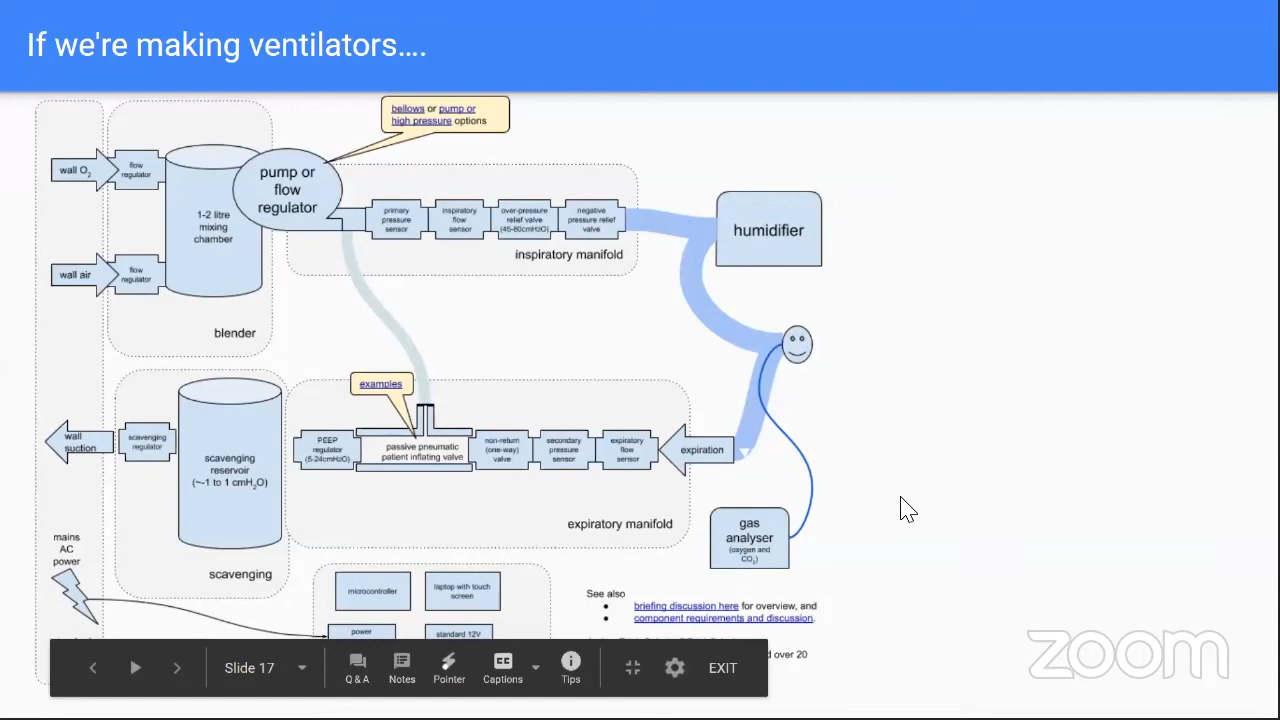 If we're making ventilators....
bellows or pump or
high pressure options
wall O2
flow
regulator
1-2 litre
mixing
chamber
pump or
flow
regulator
primary
pressure
sensor
inspiratory
flow
sensor
over-pressure
relief valve
(45-80cmH2O)
negative
pressure relief
valve
humidifier
inspiratory manifold
wall air
flow
regulator
blender
examples
wall
suction
scavenging
regulator
scavenging
reservoir
(~-1 to 1 cmH2O)
PEEP
regulator
(5-24cmH2O)
passive pneumatic
patient inflating valve
non-return
(one-way)
valve
secondary
pressure
sensor
expiratory
flow
sensor
expiration
expiratory manifold
gas
analyser
(oxygen and
CO2)
scavenging
mains
AC
power
microcontroller
laptop with touch
screen
power
standard 12V
See also
● briefing discussion here for overview, and
● component requirements and discussion.
d over 20
Slide 17
Q & A
Notes
Pointer
CC
Captions
Tips
EXIT
zoom